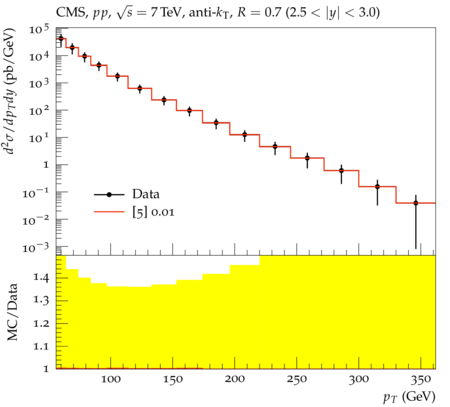 CMS, pp, √s = 7 TeV, anti-kT, R = 0.7 (2.5 < |y| < 3.0)
d²σ/dpTdy (pb/GeV)
10⁵
10⁴
10³
10²
10¹
1
10⁻¹
10⁻²
10⁻³
Data
[5] 0.01
MC/Data
1.4
1.3
1.2
1.1
1
100 150 200 250 300 350
pT (GeV)